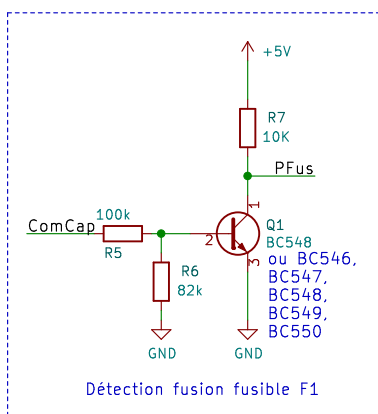 +5V
R7
10K
PFus
100k
ComCap
R5
1
Q1
2
BC548
3
ou BC546,
BC547,
BC548,
BC549,
BC550
R6
82k
GND
GND
Détection fusion fusible F1